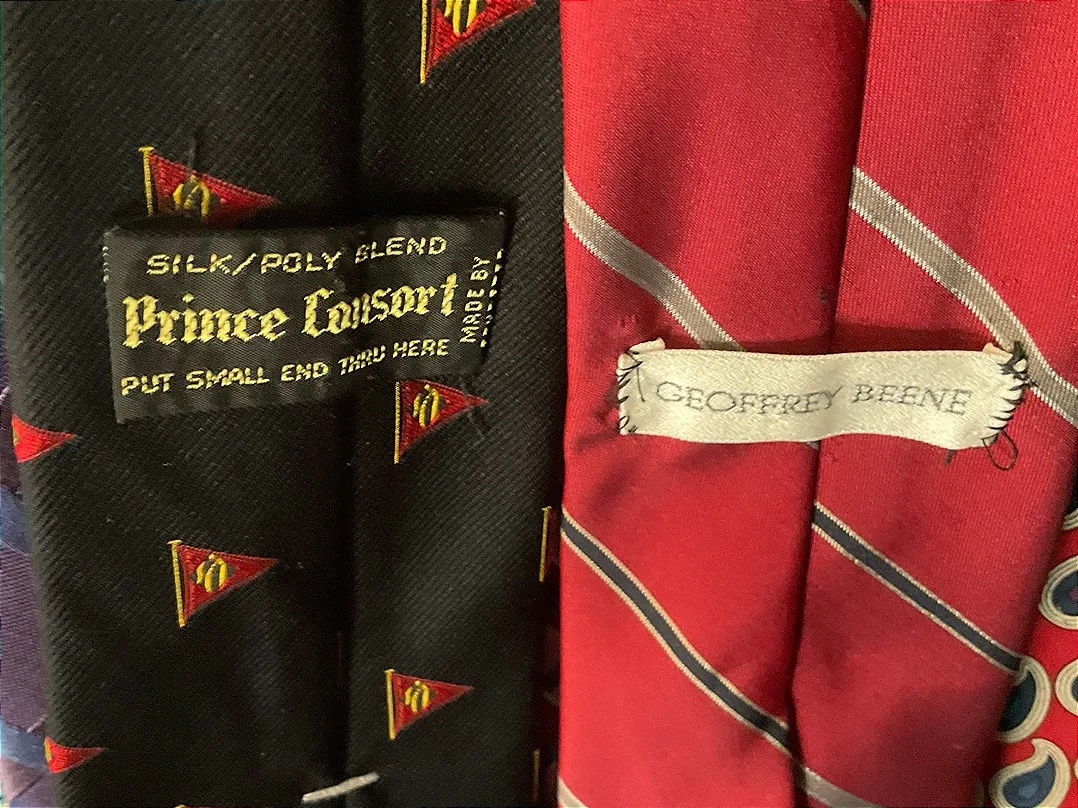 SILK/POLY BLEND
Prince Consort
PUT SMALL END THRU HERE
MADE BY
GEOFFREY BEENE